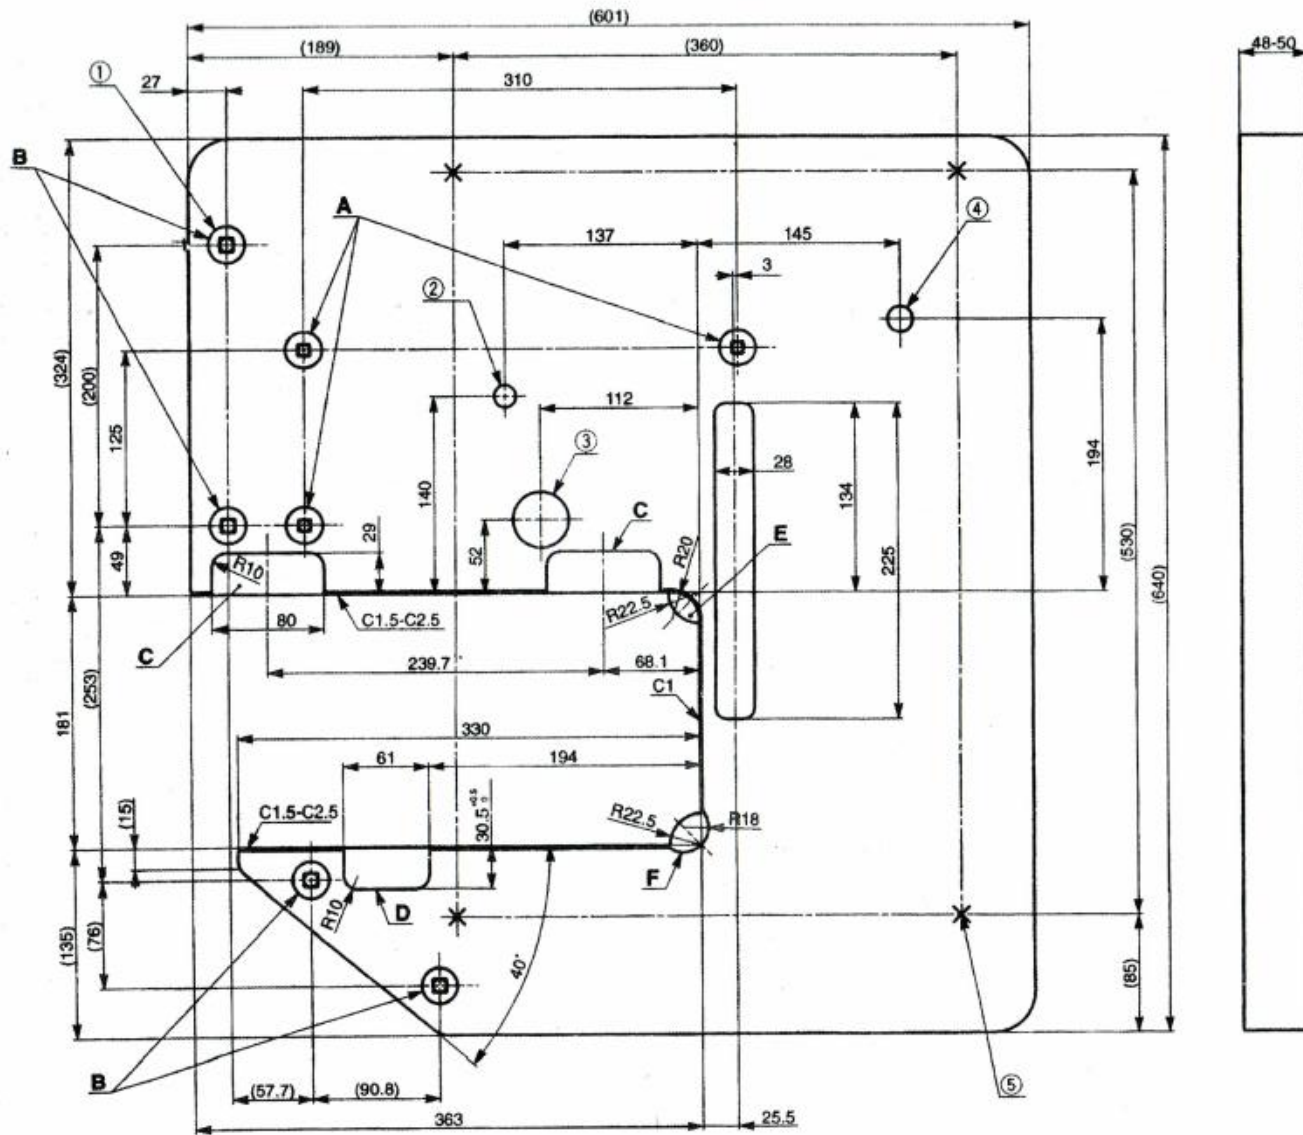 (601)
48-50
(189)
(360)
①
27
310
B
A
④
137
145
3
②
(324)
(200)
125
112
③
194
28
134
140
(530)
29
C
R20
E
225
(640)
49
R10
52
R22.5
80
C1.5-C2.5
C
239.7
68.1
(253)
C1
181
330
61
194
(15)
C1.5-C2.5
30.5 +0.5 0
R22.5
R18
F
R10
D
(135)
(76)
40°
(85)
B
⑤
(57.7)
(90.8)
363
25.5